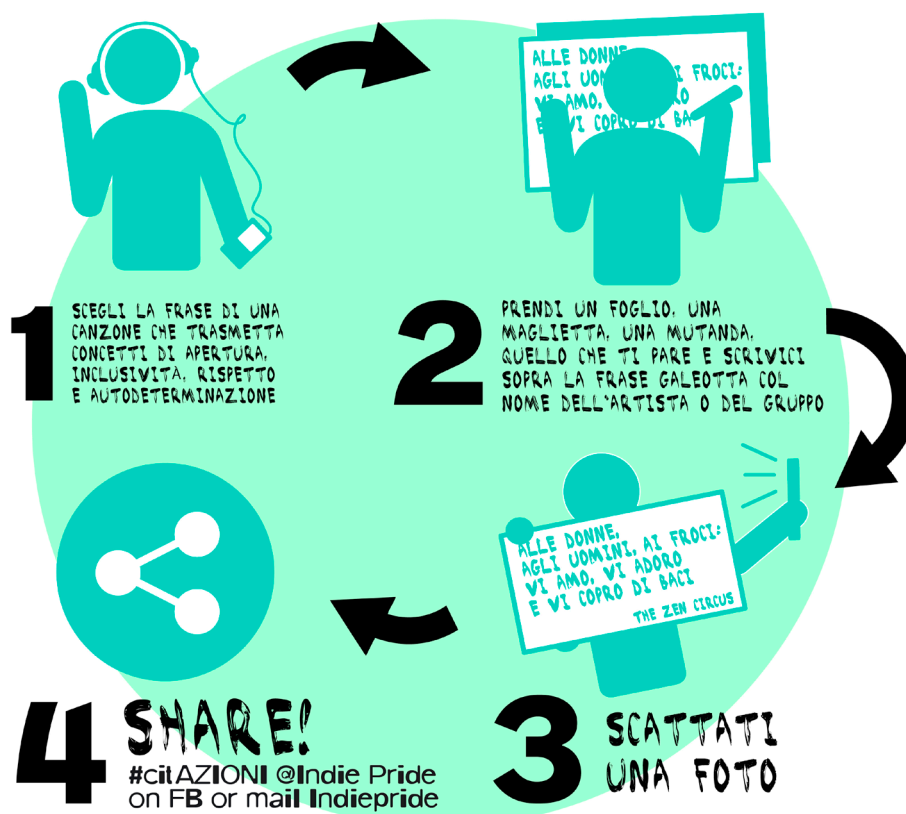 1
SCEGLI LA FRASE DI UNA
CANZONE CHE TRASMETTA
CONCETTI DI APERTURA,
INCLUSIVITÀ, RISPETTO
E AUTODETERMINAZIONE
ALLE DONNE,
AGLI UOM I FROCI:
VI AMO, ORO
E VI COPRO DI BA
2
PRENDI UN FOGLIO, UNA
MAGLIETTA, UNA MUTANDA,
QUELLO CHE TI PARE E SCRIVICI
SOPRA LA FRASE GALEOTTA COL
NOME DELL'ARTISTA O DEL GRUPPO
ALLE DONNE,
AGLI UOMINI, AI FROCI:
VI AMO, VI ADORO
E VI COPRO DI BACI
THE ZEN CIRCUS
3
SCATTATI
UNA FOTO
4
SHARE!
#citAZIONI @Indie Pride
on FB or mail Indiepride